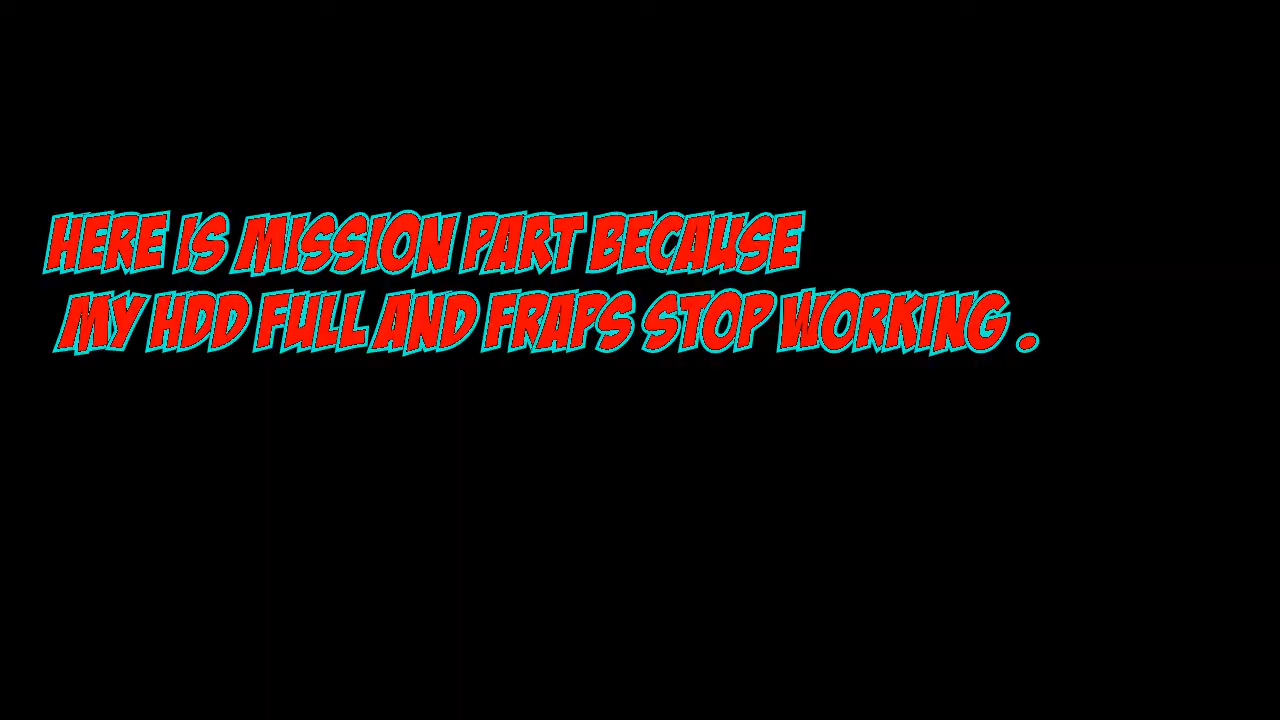 HERE IS MISSION PART BECAUSE
MY HDD FULL AND FRAPS STOP WORKING .